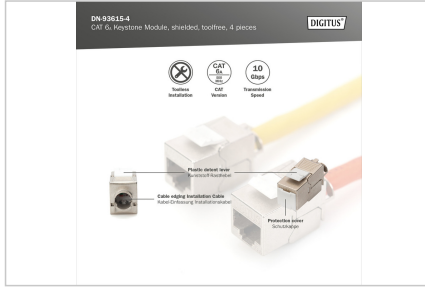 DN-93615-4
CAT 6A Keystone Module, shielded, toolfree, 4 pieces
DIGITUS®
CAT
6A
10
Gbps
Toolless
Installation
CAT
Version
Transmission
Speed
Plastic detent lever
Kunststoff-Rasthebel
Cable edging Installation Cable
Kabel-Einfassung Installationskabel
Protection cover
Schutzkappe